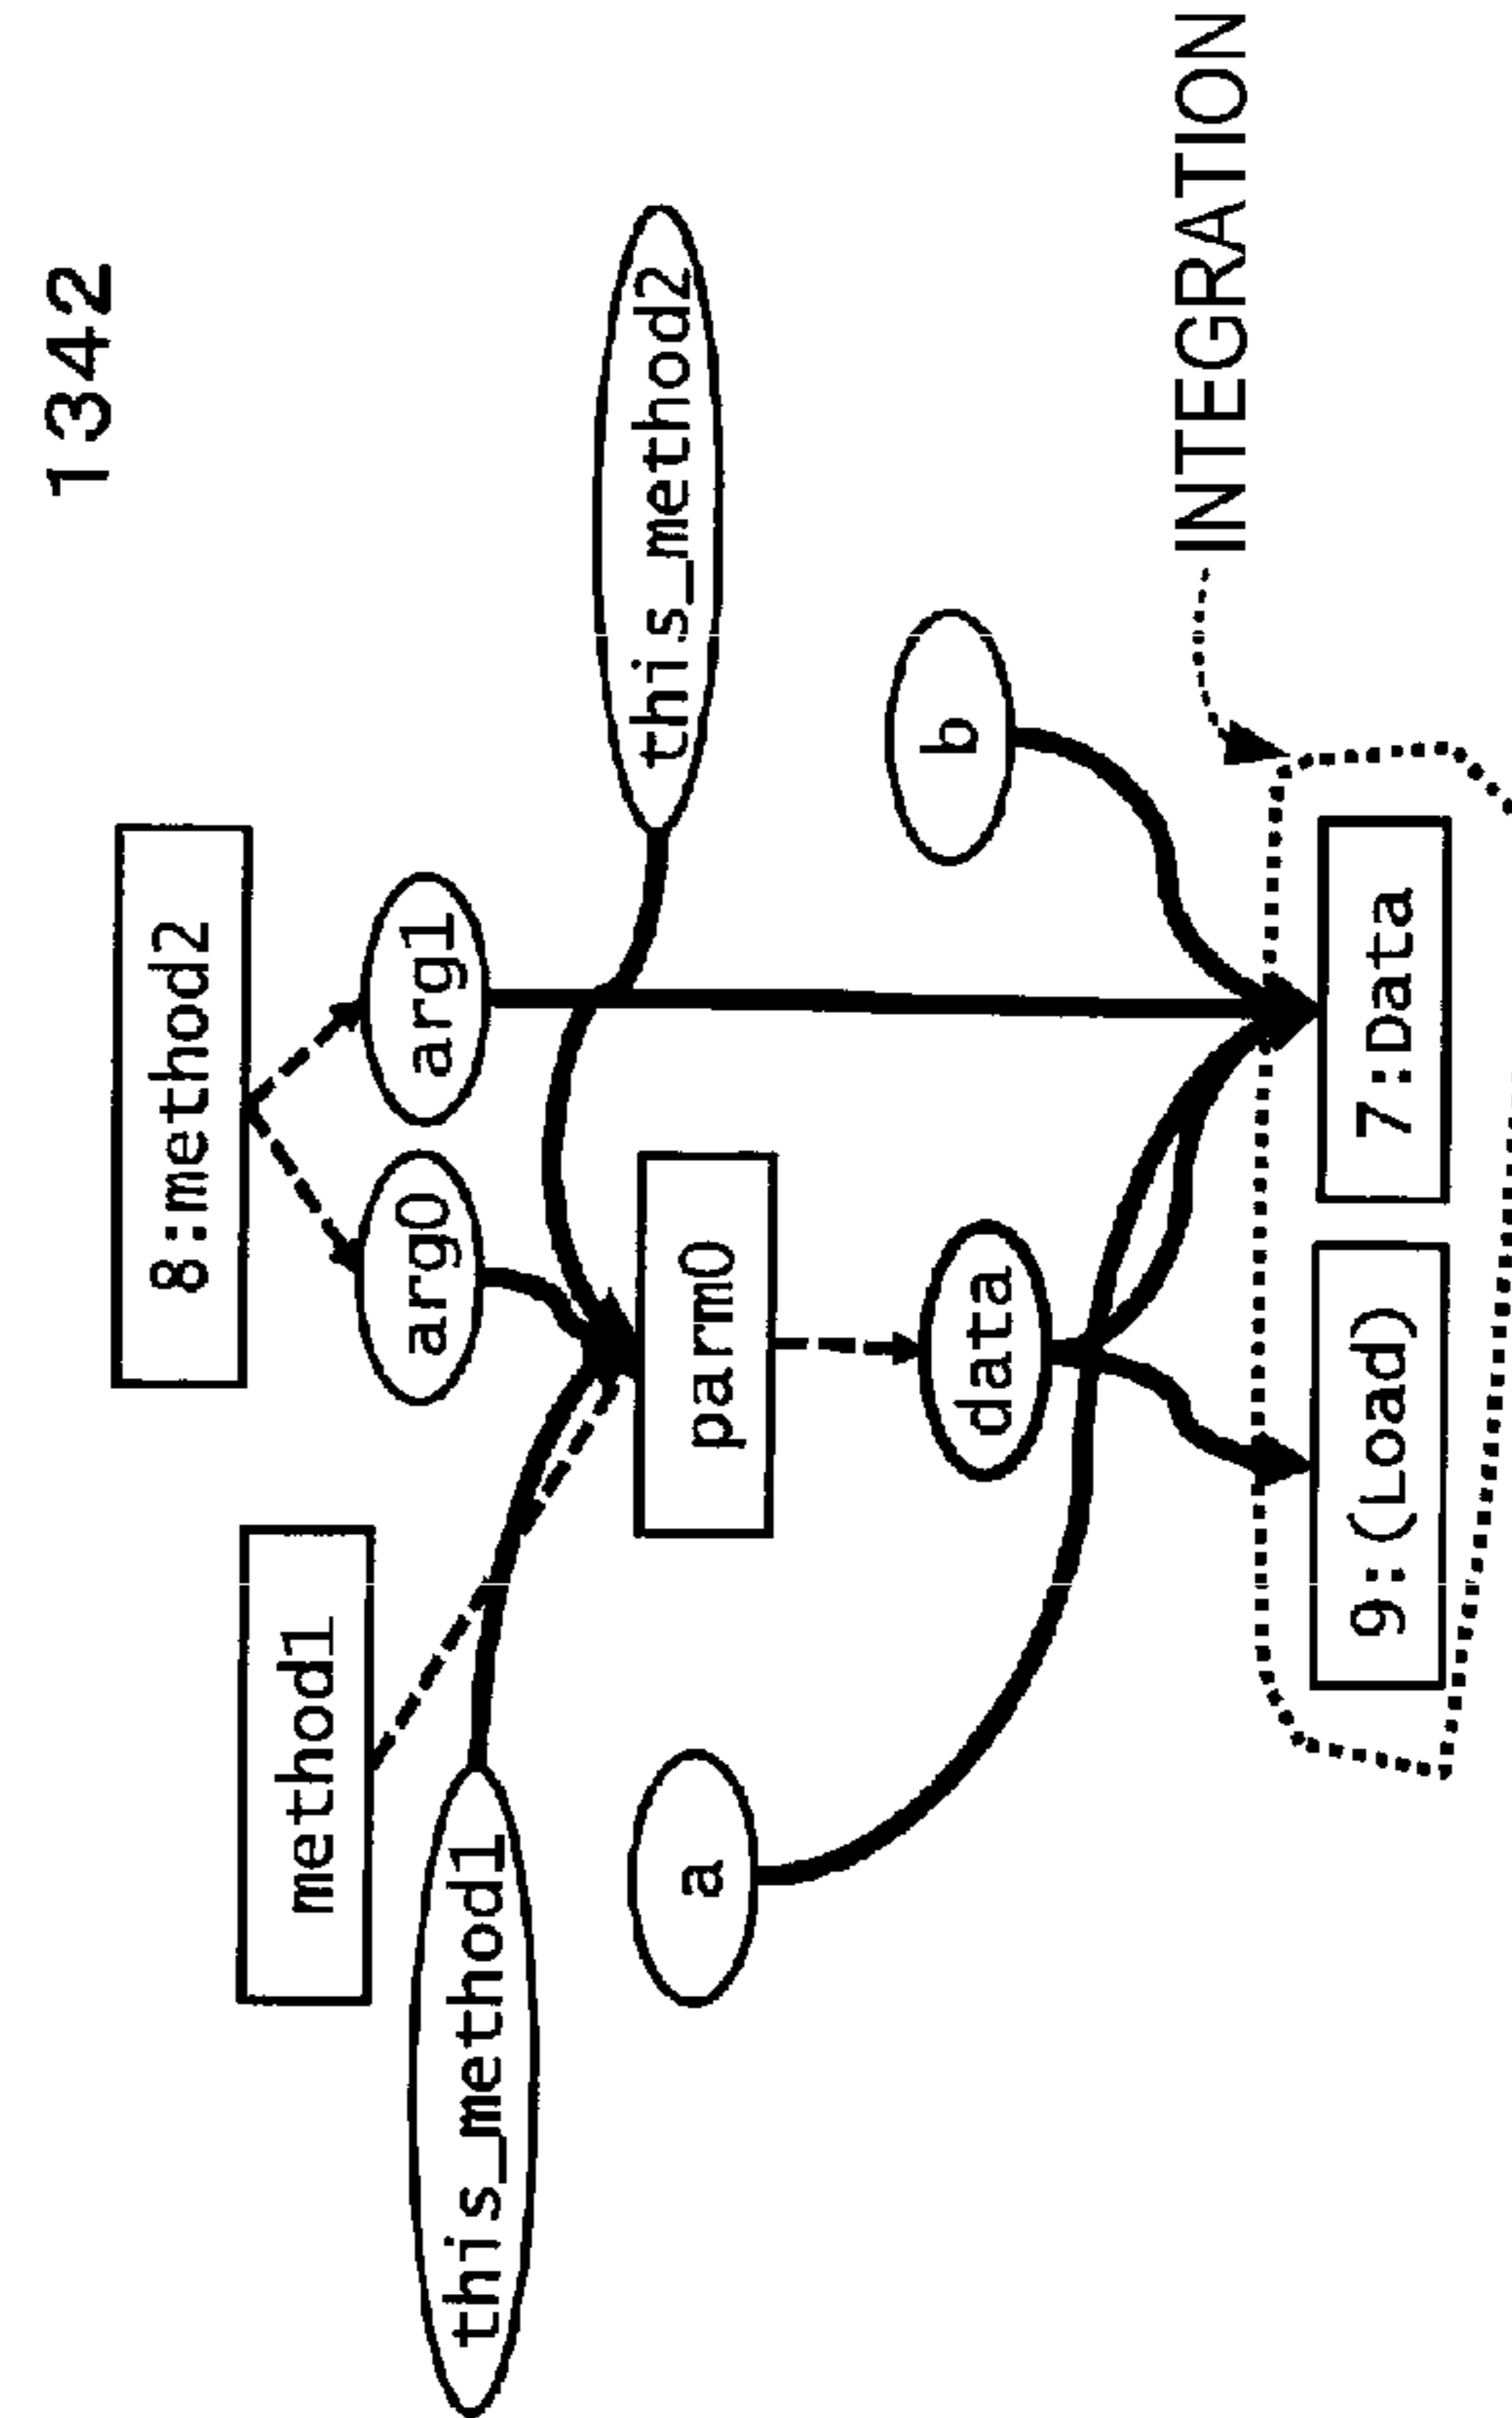 1342
8:method2
method1
arg0
arg1
this_method1
this_method2
parm0
a
data
b
INTEGRATION
9:(Load)
7:Data